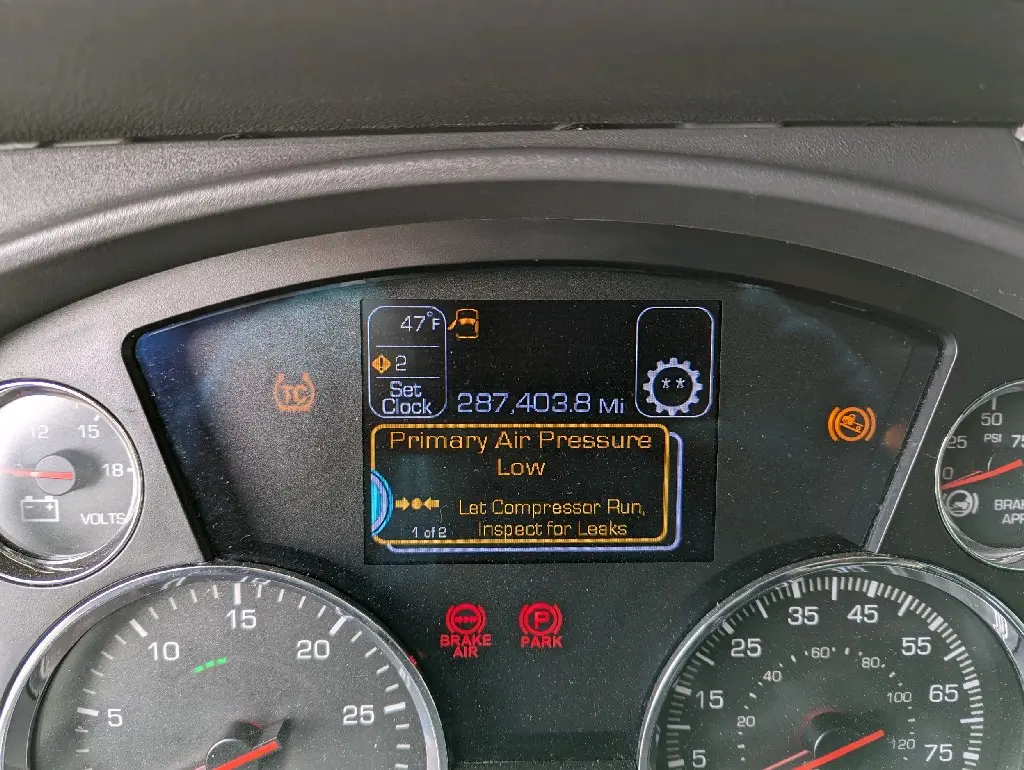 47°F
2
Set
Clock
287,403.8 Mi
**
Primary Air Pressure
Low
Let Compressor Run,
Inspect for Leaks
1 of 2
TC
12
15
18
VOLTS
50
25
75
PSI
0
BRAKE
AIR
P
PARK
5
10
15
20
25
5
15
25
35
45
55
65
75
20
40
60
80
100
120